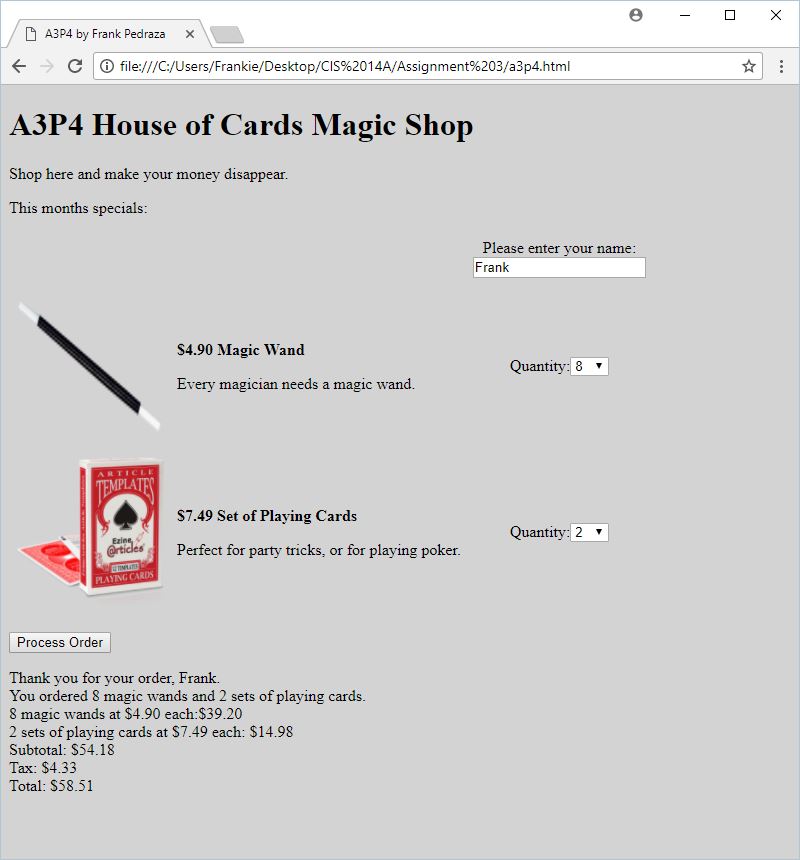 A3P4 by Frank Pedraza
file:///C:/Users/Frankie/Desktop/CIS%2014A/Assignment%203/a3p4.html
A3P4 House of Cards Magic Shop
Shop here and make your money disappear.
This months specials:
Please enter your name:
Frank
$4.90 Magic Wand
Every magician needs a magic wand.
Quantity: 8
ARTICLE
TEMPLATES
Ezine
@rticles
12 TEMPLATES
PLAYING CARDS
$7.49 Set of Playing Cards
Perfect for party tricks, or for playing poker.
Quantity: 2
Process Order
Thank you for your order, Frank.
You ordered 8 magic wands and 2 sets of playing cards.
8 magic wands at $4.90 each:$39.20
2 sets of playing cards at $7.49 each: $14.98
Subtotal: $54.18
Tax: $4.33
Total: $58.51